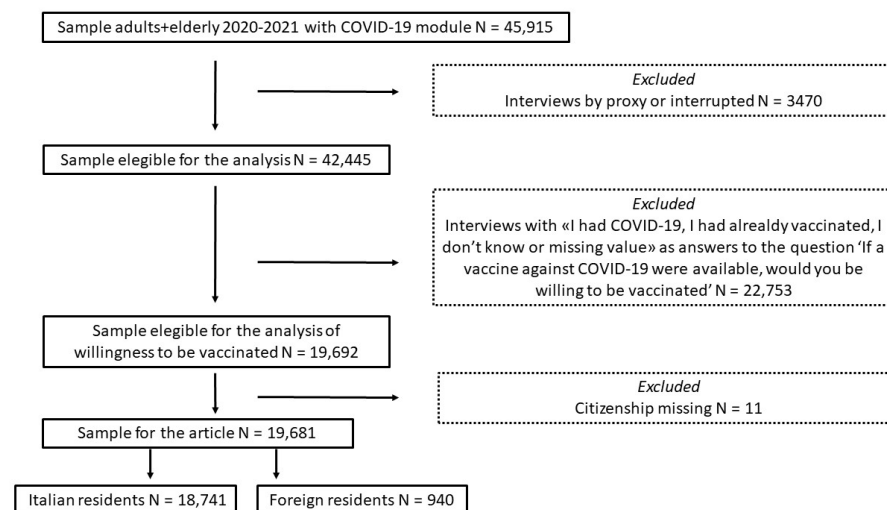 Sample adults+elderly 2020-2021 with COVID-19 module N = 45,915
Excluded
Interviews by proxy or interrupted N = 3470
Sample elegible for the analysis N = 42,445
Excluded
Interviews with «I had COVID-19, I had alrealdy vaccinated, I
don't know or missing value» as answers to the question 'If a
vaccine against COVID-19 were available, would you be
willing to be vaccinated' N = 22,753
Sample elegible for the analysis of
willingness to be vaccinated N = 19,692
Excluded
Citizenship missing N = 11
Sample for the article N = 19,681
Italian residents N = 18,741
Foreign residents N = 940